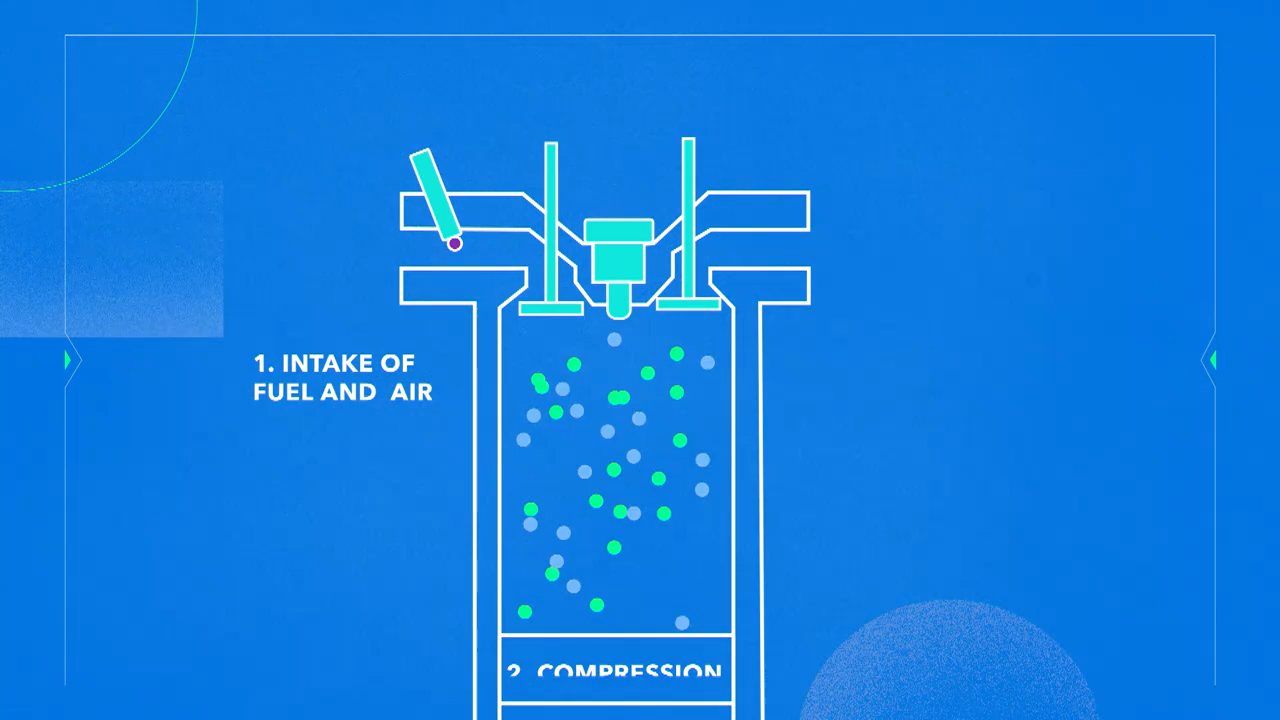 1. INTAKE OF
FUEL AND  AIR
2. COMPRESSION